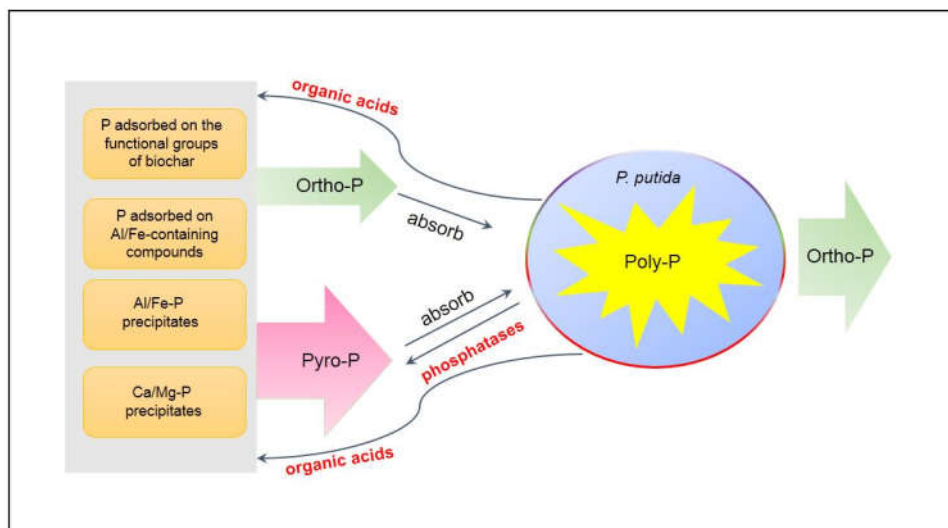 organic acids
P adsorbed on the
functional groups
of biochar
Ortho-P
absorb
P adsorbed on
Al/Fe-containing
compounds
Al/Fe-P
precipitates
Ca/Mg-P
precipitates
Pyro-P
absorb
phosphatases
organic acids
P. putida
Poly-P
Ortho-P